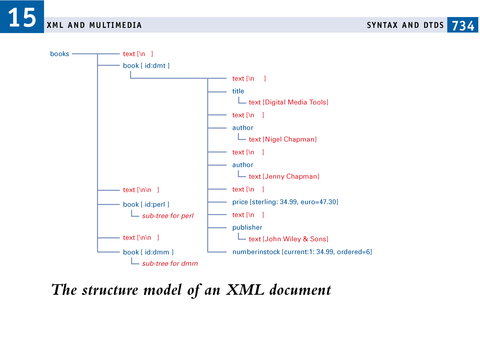 15
XML AND MULTIMEDIA
SYNTAX AND DTDS 734
books
text [\n ]
book [ id:dmt ]
text [\n ]
title
text [Digital Media Tools]
text [\n ]
author
text [Nigel Chapman]
text [\n ]
author
text [Jenny Chapman]
text [\n\n ]
text [\n ]
book [ id:perl ]
price [sterling: 34.99, euro=47.30]
sub-tree for perl
text [\n ]
publisher
text [\n\n ]
text [John Wiley & Sons]
book [ id:dmm ]
numberinstock [current:1: 34.99, ordered=6]
sub-tree for dmm
The structure model of an XML document